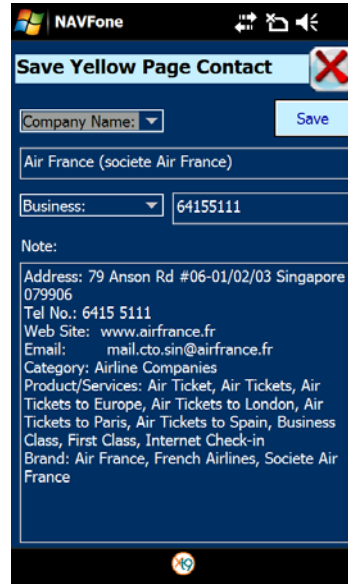 NAVFone
Save Yellow Page Contact
Company Name:
Save
Air France (societe Air France)
Business:
64155111
Note:
Address: 79 Anson Rd #06-01/02/03 Singapore
079906
Tel No.: 6415 5111
Web Site: www.airfrance.fr
Email: mail.cto.sin@airfrance.fr
Category: Airline Companies
Product/Services: Air Ticket, Air Tickets, Air
Tickets to Europe, Air Tickets to London, Air
Tickets to Paris, Air Tickets to Spain, Business
Class, First Class, Internet Check-in
Brand: Air France, French Airlines, Societe Air
France